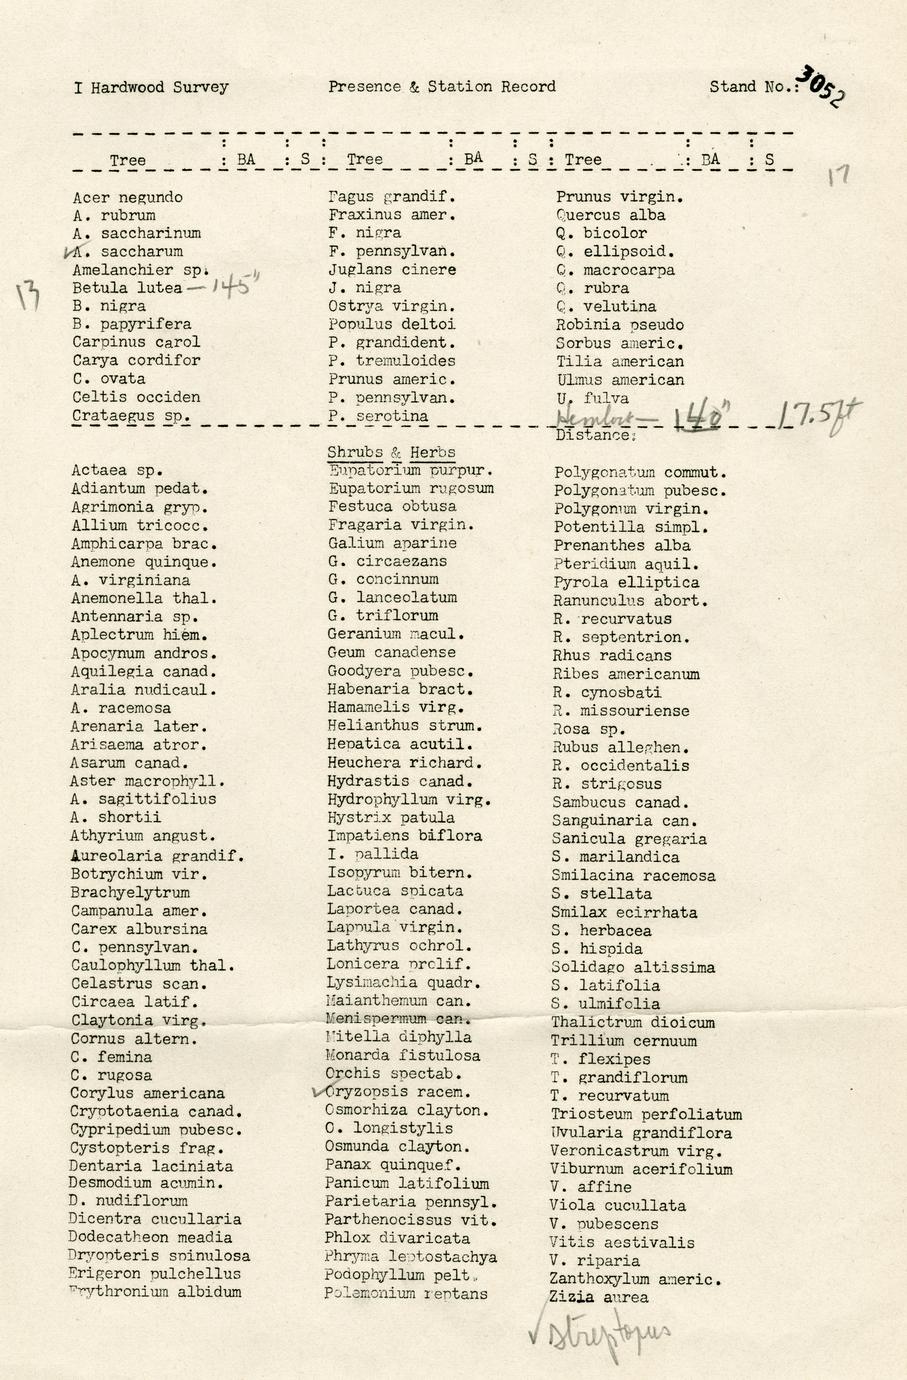 I Hardwood Survey Presence & Station Record Stand No.: 3052
Tree : BA : S : Tree : BA : S : Tree : BA : S
17
Acer negundo
A. rubrum
A. saccharinum
✓A. saccharum
Amelanchier sp.
13 Betula lutea — 145"
B. nigra
B. papyrifera
Carpinus carol
Carya cordifor
C. ovata
Celtis occiden
Crataegus sp.
Fagus grandif.
Fraxinus amer.
F. nigra
F. pennsylvan.
Juglans cinere
J. nigra
Ostrya virgin.
Populus deltoi
P. grandident.
P. tremuloides
Prunus americ.
P. pennsylvan.
P. serotina
Prunus virgin.
Quercus alba
Q. bicolor
Q. ellipsoid.
Q. macrocarpa
Q. rubra
Q. velutina
Robinia pseudo
Sorbus americ.
Tilia american
Ulmus american
U. fulva
Hemlock — 140" 17.5ft
Distance:
Shrubs & Herbs
Actaea sp.
Adiantum pedat.
Agrimonia gryp.
Allium tricocc.
Amphicarpa brac.
Anemone quinque.
A. virginiana
Anemonella thal.
Antennaria sp.
Aplectrum hiem.
Apocynum andros.
Aquilegia canad.
Aralia nudicaul.
A. racemosa
Arenaria later.
Arisaema atror.
Asarum canad.
Aster macrophyll.
A. sagittifolius
A. shortii
Athyrium angust.
Aureolaria grandif.
Botrychium vir.
Brachyelytrum
Campanula amer.
Carex albursina
C. pennsylvan.
Caulophyllum thal.
Celastrus scan.
Circaea latif.
Claytonia virg.
Cornus altern.
C. femina
C. rugosa
Corylus americana
Cryptotaenia canad.
Cypripedium pubesc.
Cystopteris frag.
Dentaria laciniata
Desmodium acumin.
D. nudiflorum
Dicentra cucullaria
Dodecatheon meadia
Dryopteris spinulosa
Erigeron pulchellus
Erythronium albidum
Eupatorium purpur.
Eupatorium rugosum
Festuca obtusa
Fragaria virgin.
Galium aparine
G. circaezans
G. concinnum
G. lanceolatum
G. triflorum
Geranium macul.
Geum canadense
Goodyera pubesc.
Habenaria bract.
Hamamelis virg.
Helianthus strum.
Hepatica acutil.
Heuchera richard.
Hydrastis canad.
Hydrophyllum virg.
Hystrix patula
Impatiens biflora
I. pallida
Isopyrum bitern.
Lactuca spicata
Laportea canad.
Lappula virgin.
Lathyrus ochrol.
Lonicera prolif.
Lysimachia quadr.
Maianthemum can.
Menispermum can.
Mitella diphylla
Monarda fistulosa
Orchis spectab.
✓Oryzopsis racem.
Osmorhiza clayton.
O. longistylis
Osmunda clayton.
Panax quinquef.
Panicum latifolium
Parietaria pennsyl.
Parthenocissus vit.
Phlox divaricata
Phryma leptostachya
Podophyllum pelt.
Polemonium reptans
Polygonatum commut.
Polygonatum pubesc.
Polygonum virgin.
Potentilla simpl.
Prenanthes alba
Pteridium aquil.
Pyrola elliptica
Ranunculus abort.
R. recurvatus
R. septentrion.
Rhus radicans
Ribes americanum
R. cynosbati
R. missouriense
Rosa sp.
Rubus alleghen.
R. occidentalis
R. strigosus
Sambucus canad.
Sanguinaria can.
Sanicula gregaria
S. marilandica
Smilacina racemosa
S. stellata
Smilax ecirrhata
S. herbacea
S. hispida
Solidago altissima
S. latifolia
S. ulmifolia
Thalictrum dioicum
Trillium cernuum
T. flexipes
T. grandiflorum
T. recurvatum
Triosteum perfoliatum
Uvularia grandiflora
Veronicastrum virg.
Viburnum acerifolium
V. affine
Viola cucullata
V. pubescens
Vitis aestivalis
V. riparia
Zanthoxylum americ.
Zizia aurea
✓ Streptopus